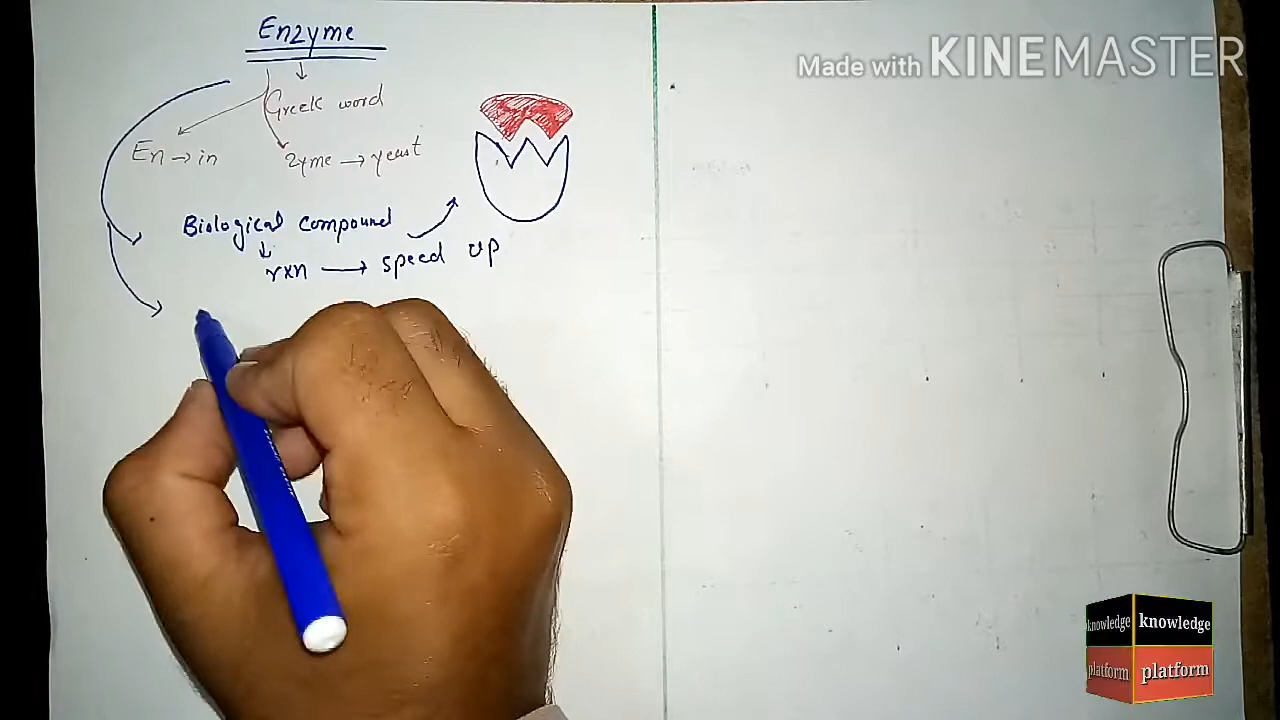 Enzyme
Greek word
En → in
Zyme → yeast
Biological compound
rxn → speed up
Made with KINEMASTER
knowledge knowledge
platform platform